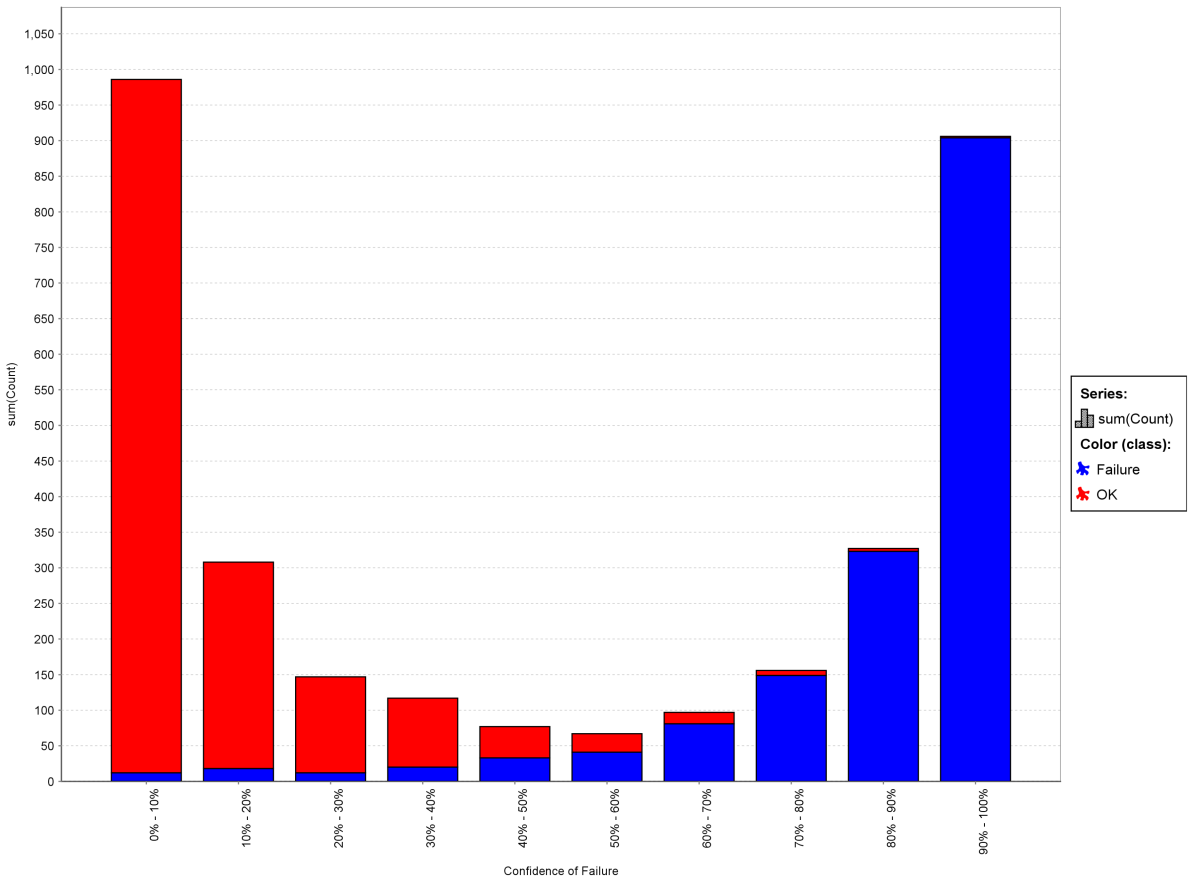 1,050
1,000
950
900
850
800
750
700
650
600
550
500
450
400
350
300
250
200
150
100
50
0
sum(Count)
0% - 10%
10% - 20%
20% - 30%
30% - 40%
40% - 50%
50% - 60%
60% - 70%
70% - 80%
80% - 90%
90% - 100%
Confidence of Failure
Series:
sum(Count)
Color (class):
Failure
OK